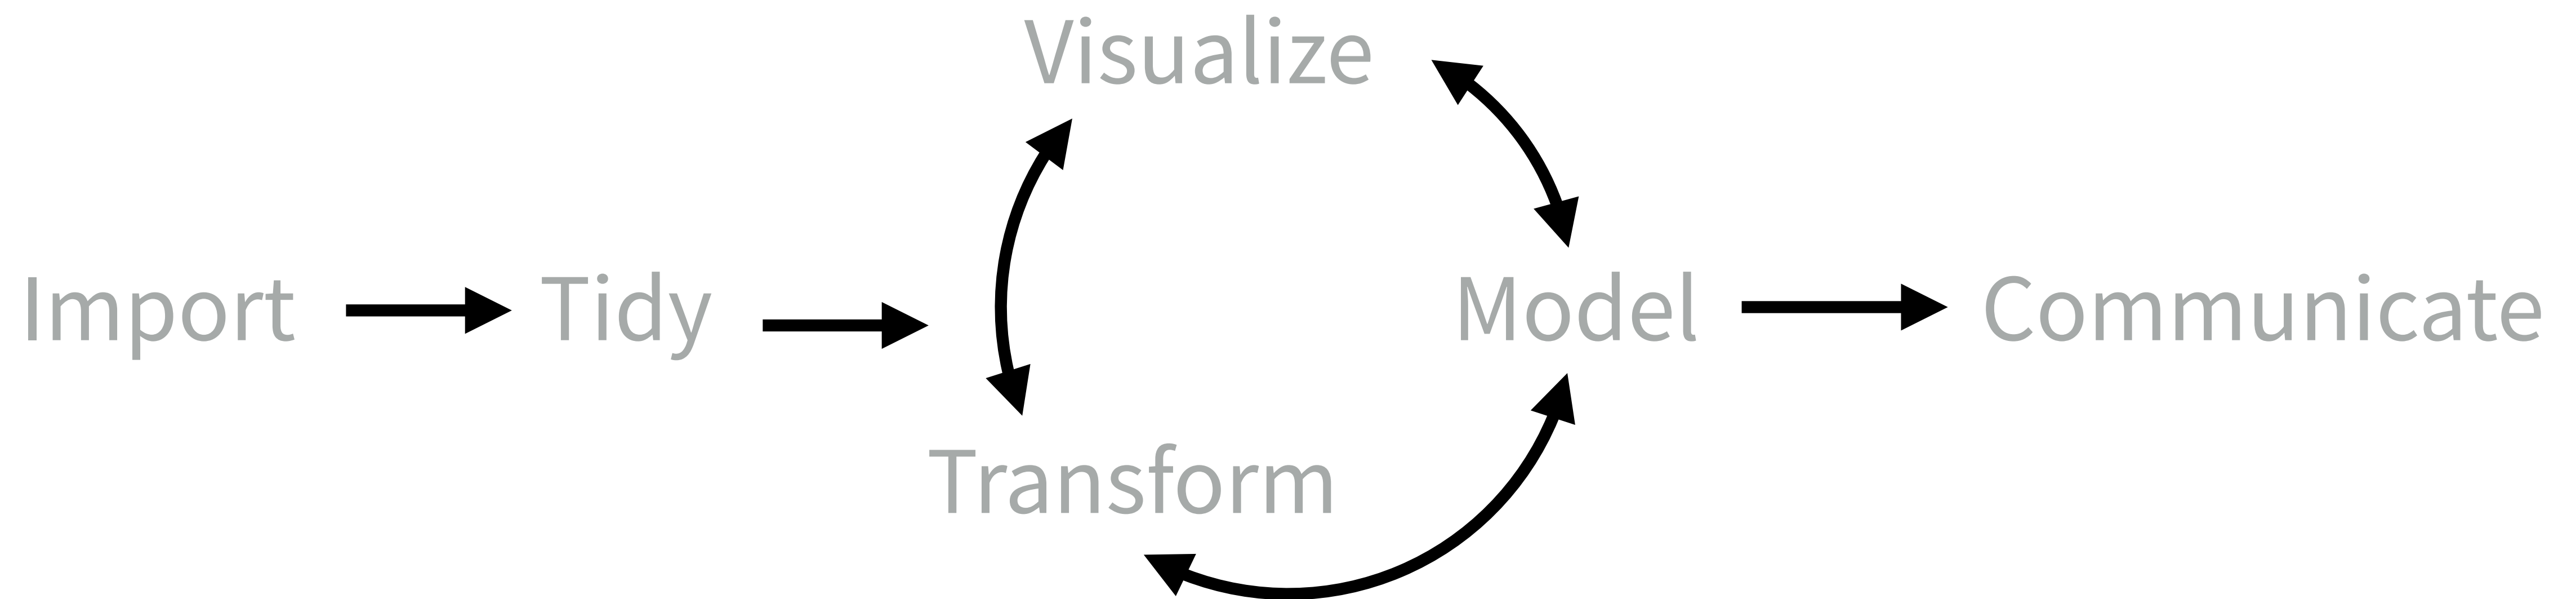 Visualize
Import
Tidy
Model
Communicate
Transform